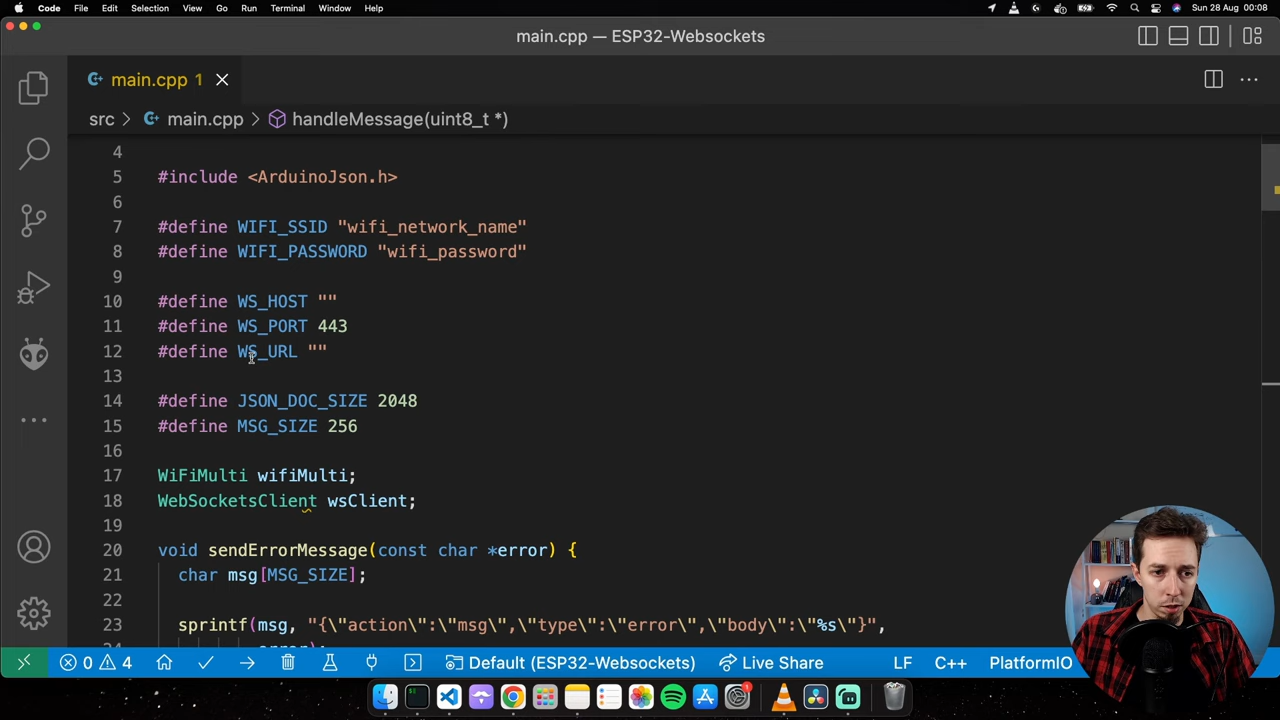 Code File Edit Selection View Go Run Terminal Window Help Sun 28 Aug 00:08
main.cpp — ESP32-Websockets
main.cpp 1
src > main.cpp > handleMessage(uint8_t *)
4
5 #include <ArduinoJson.h>
6
7 #define WIFI_SSID "wifi_network_name"
8 #define WIFI_PASSWORD "wifi_password"
9
10 #define WS_HOST ""
11 #define WS_PORT 443
12 #define WS_URL ""
13
14 #define JSON_DOC_SIZE 2048
15 #define MSG_SIZE 256
16
17 WiFiMulti wifiMulti;
18 WebSocketsClient wsClient;
19
20 void sendErrorMessage(const char *error) {
21 char msg[MSG_SIZE];
22
23 sprintf(msg, "{\"action\":\"msg\",\"type\":\"error\",\"body\":\"%s\"}",
24 error);
0 4 Default (ESP32-Websockets) Live Share LF C++ PlatformIO